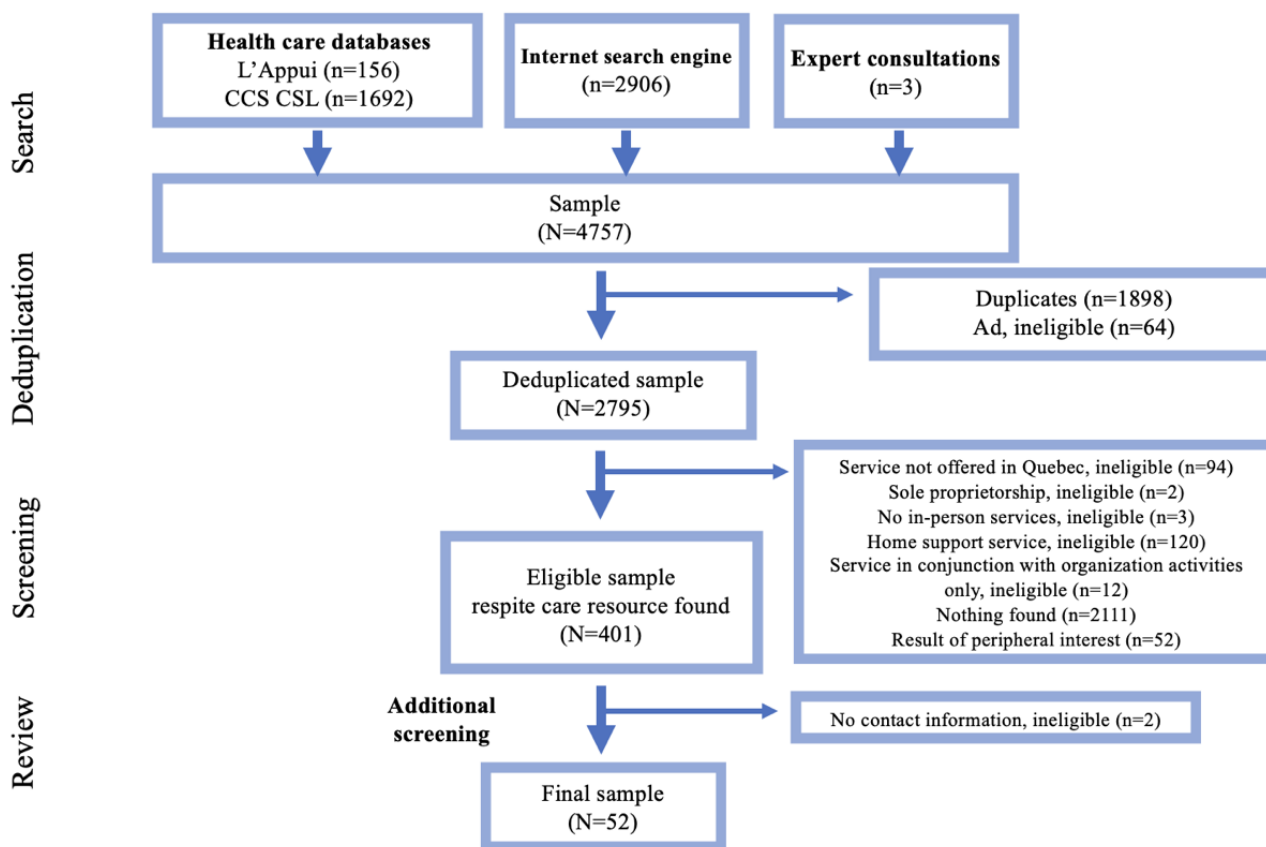 Search
Health care databases
L’Appui (n=156)
CCS CSL (n=1692)
Internet search engine
(n=2906)
Expert consultations
(n=3)
Sample
(N=4757)
Deduplication
Duplicates (n=1898)
Ad, ineligible (n=64)
Deduplicated sample
(N=2795)
Screening
Service not offered in Quebec, ineligible (n=94)
Sole proprietorship, ineligible (n=2)
No in-person services, ineligible (n=3)
Home support service, ineligible (n=120)
Service in conjunction with organization activities
only, ineligible (n=12)
Nothing found (n=2111)
Result of peripheral interest (n=52)
Eligible sample
respite care resource found
(N=401)
Review
Additional
screening
No contact information, ineligible (n=2)
Final sample
(N=52)